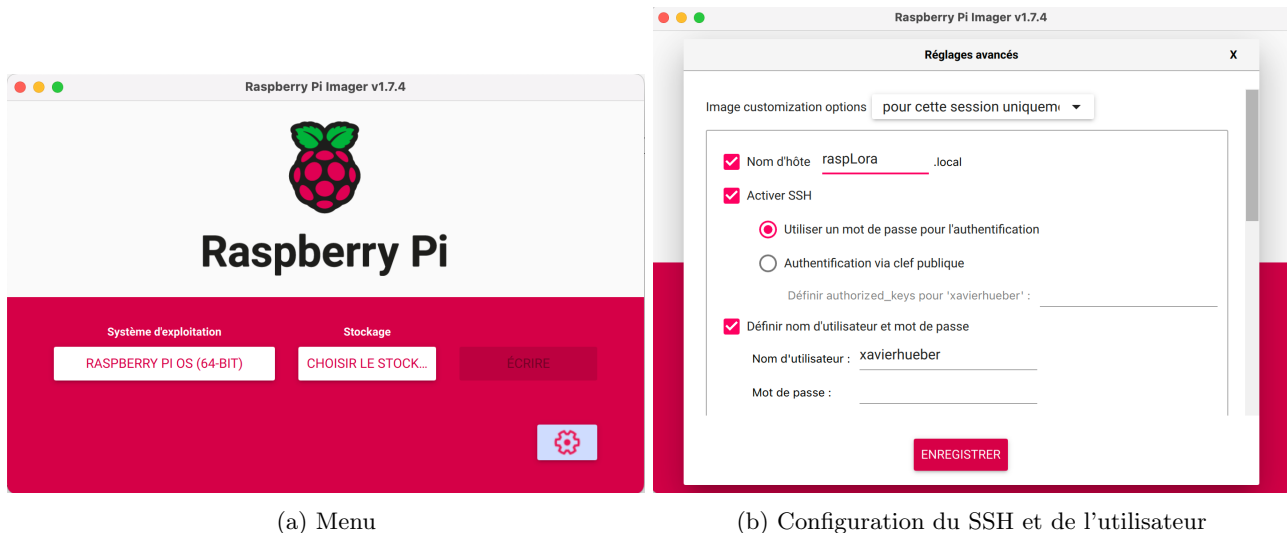 Raspberry Pi Imager v1.7.4
Raspberry Pi
Système d'exploitation
Stockage
RASPBERRY PI OS (64-BIT)
CHOISIR LE STOCK...
ÉCRIRE
(a) Menu
Raspberry Pi Imager v1.7.4
Réglages avancés
X
Image customization options pour cette session uniquem
Nom d'hôte raspLora .local
Activer SSH
Utiliser un mot de passe pour l'authentification
Authentification via clef publique
Définir authorized_keys pour 'xavierhueber' :
Définir nom d'utilisateur et mot de passe
Nom d'utilisateur : xavierhueber
Mot de passe :
ENREGISTRER
(b) Configuration du SSH et de l'utilisateur